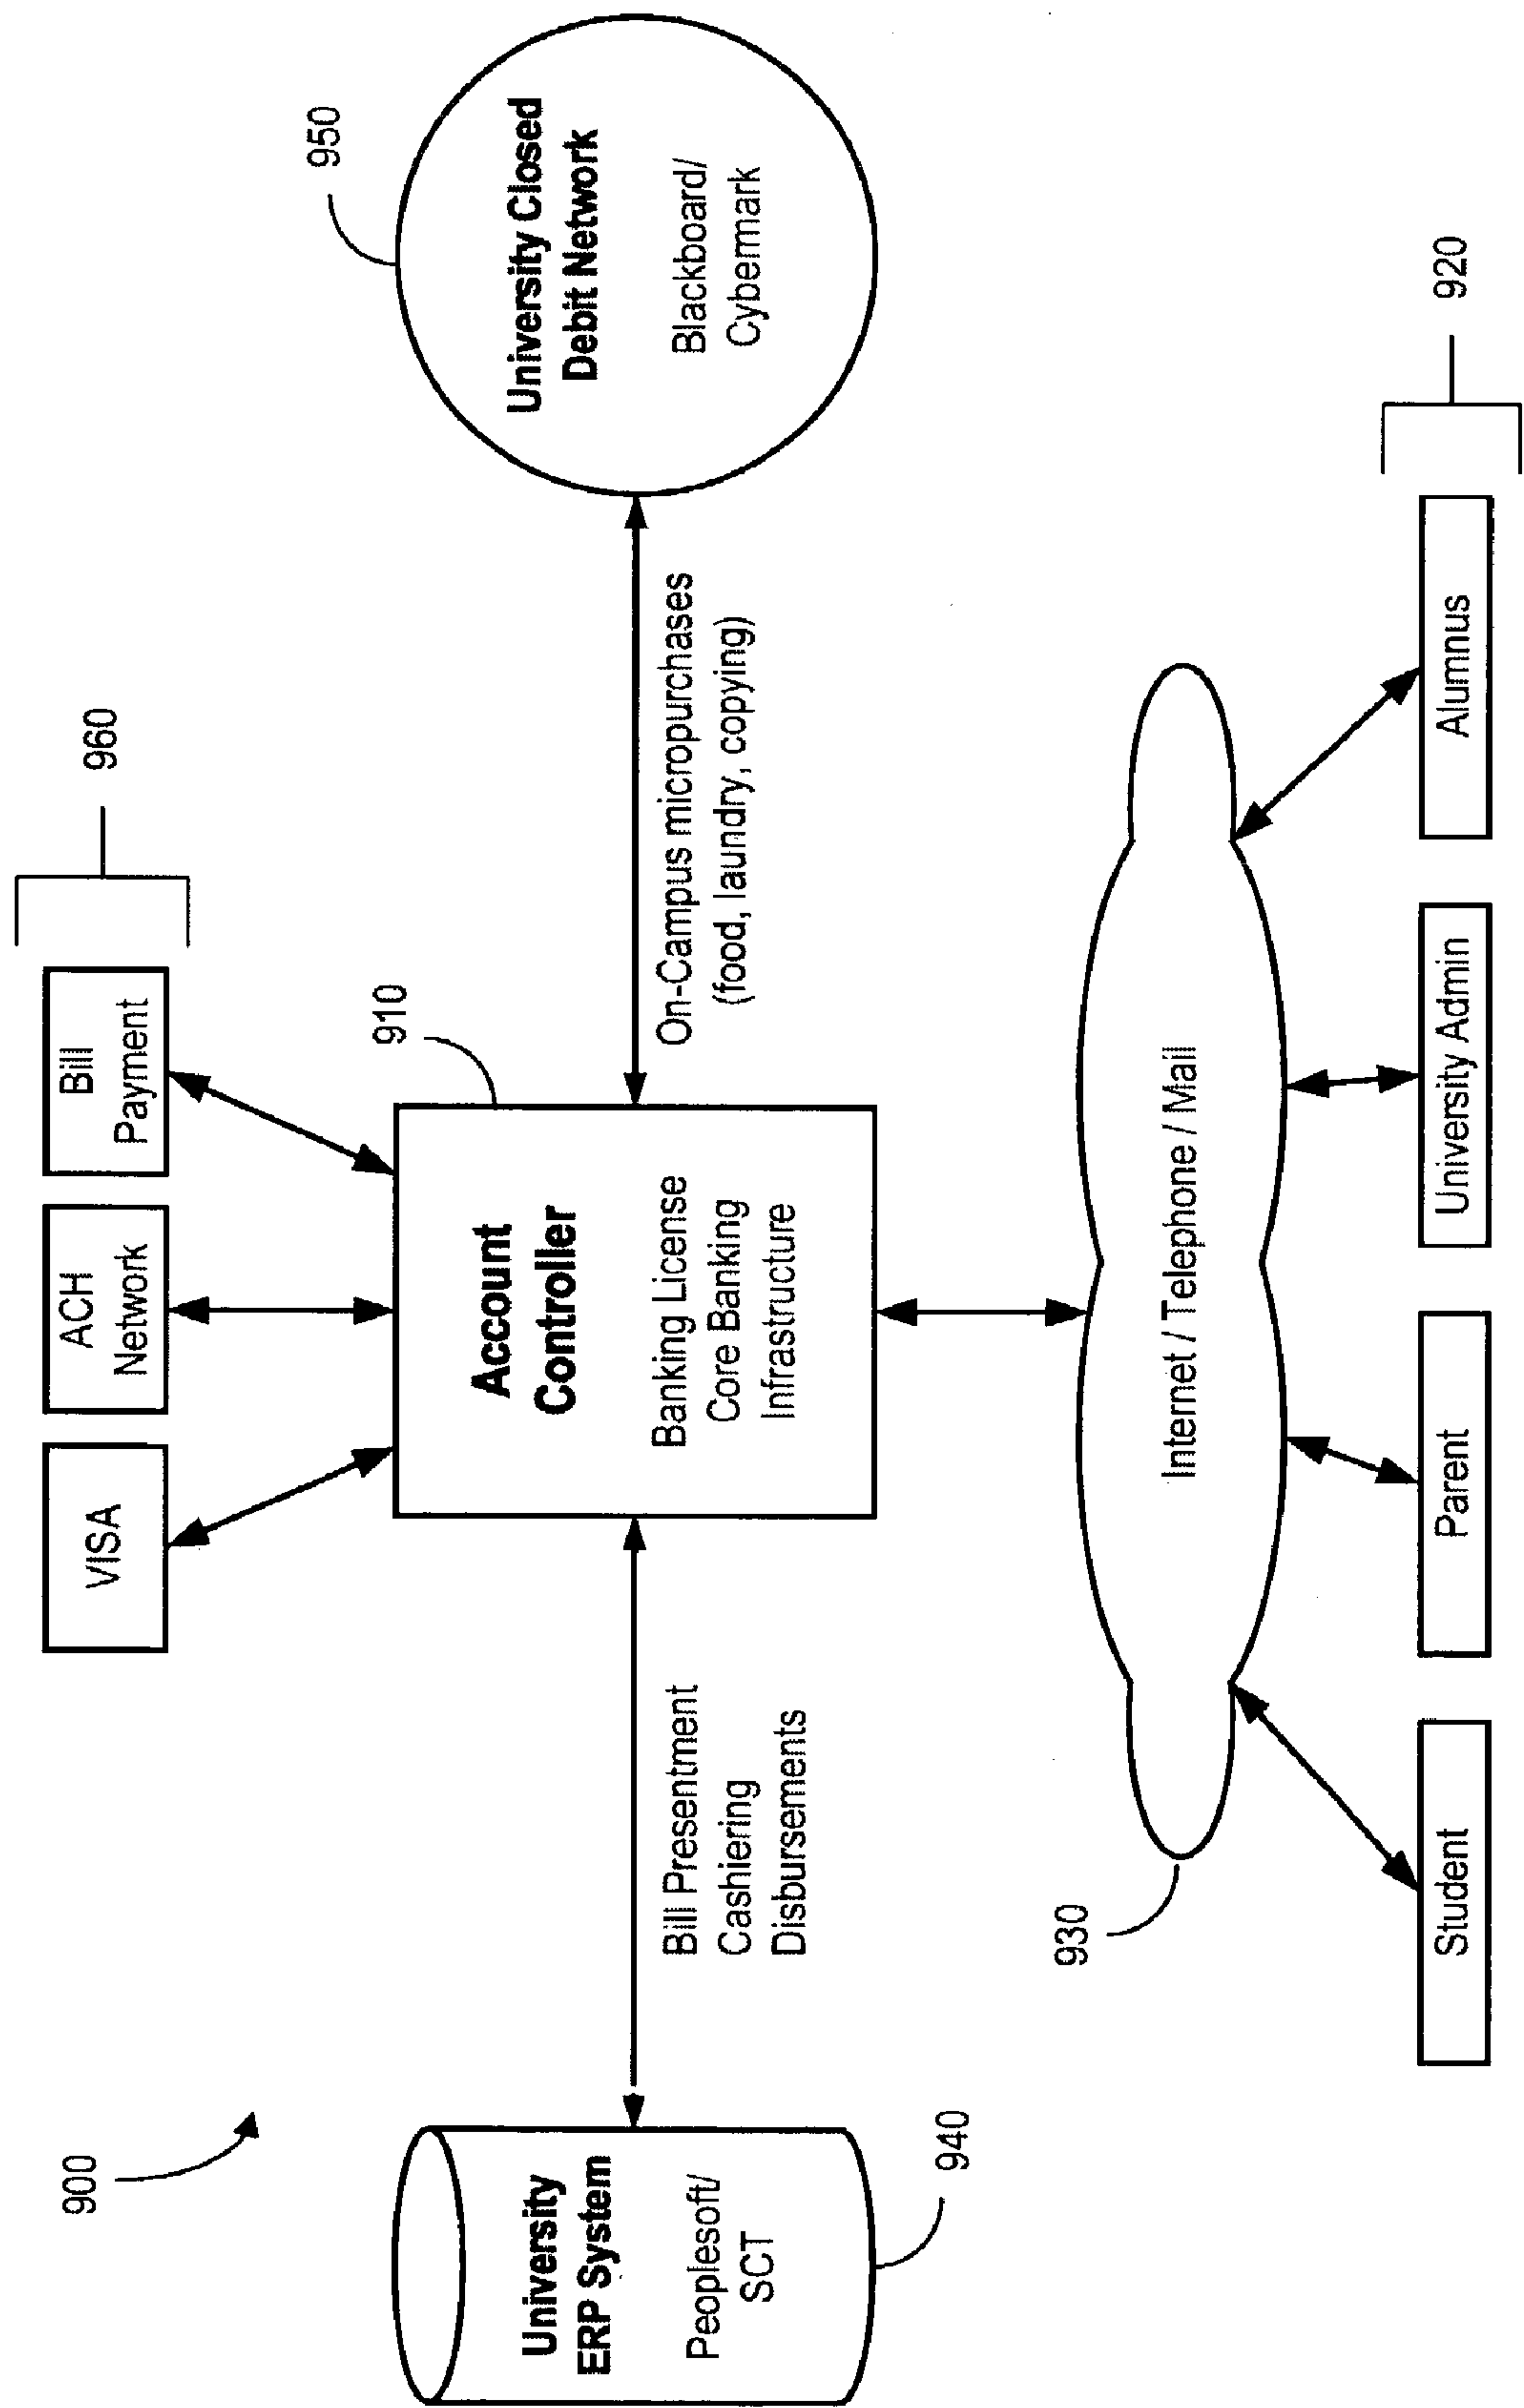 900
VISA
ACH
Network
Bill
Payment
960
910
Account
Controller
Banking License
Core Banking
Infrastructure
University
ERP System
Peoplesoft/
SCT
940
Bill Presentment
Cashiering
Disbursements
On-Campus micropurchases
(food, laundry, copying)
950
University Closed
Debit Network
Blackboard/
Cybermark
930
Internet / Telephone / Mail
Student
Parent
University Admin
Alumnus
920